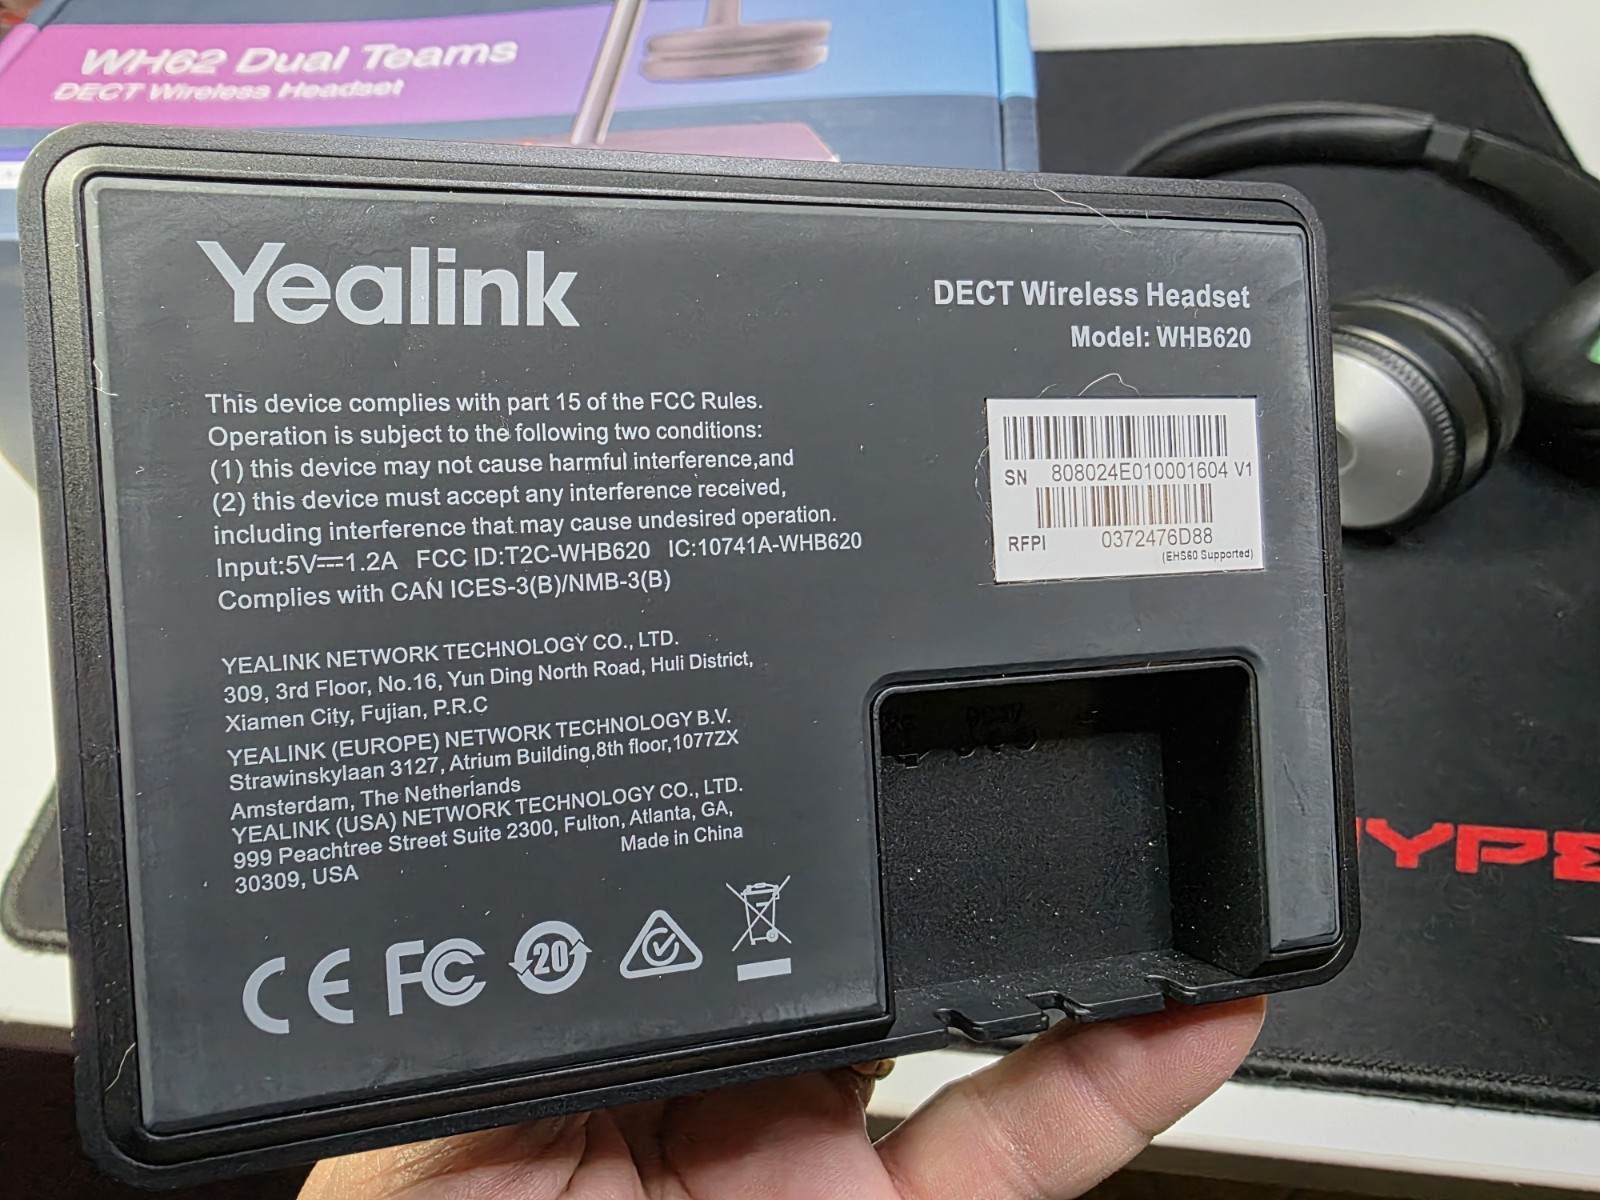 WH62 Dual Teams
DECT Wireless Headset
Yealink
DECT Wireless Headset
Model: WHB620
This device complies with part 15 of the FCC Rules.
Operation is subject to the following two conditions:
(1) this device may not cause harmful interference,and
(2) this device must accept any interference received,
including interference that may cause undesired operation.
Input:5V⎓1.2A FCC ID:T2C-WHB620 IC:10741A-WHB620
Complies with CAN ICES-3(B)/NMB-3(B)
SN 808024E010001604 V1
RFPI 0372476D88
(EHS60 Supported)
YEALINK NETWORK TECHNOLOGY CO., LTD.
309, 3rd Floor, No.16, Yun Ding North Road, Huli District,
Xiamen City, Fujian, P.R.C
YEALINK (EUROPE) NETWORK TECHNOLOGY B.V.
Strawinskylaan 3127, Atrium Building,8th floor,1077ZX
Amsterdam, The Netherlands
YEALINK (USA) NETWORK TECHNOLOGY CO., LTD.
999 Peachtree Street Suite 2300, Fulton, Atlanta, GA,
30309, USA
Made in China
CE FC 20
HYPE